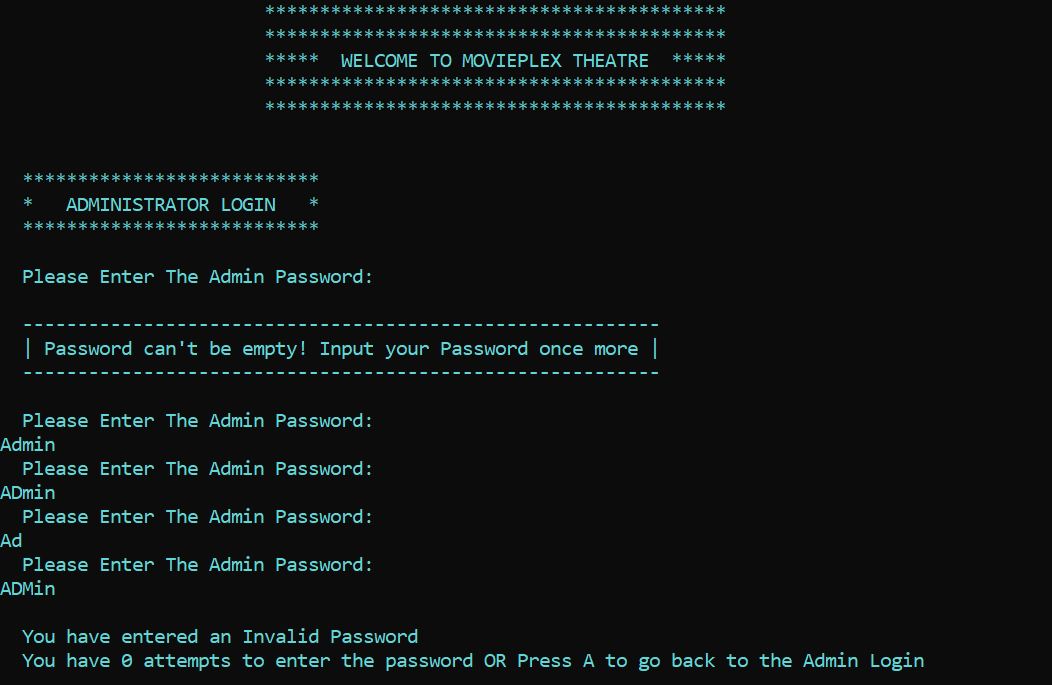 ******************************************
******************************************
***** WELCOME TO MOVIEPLEX THEATRE *****
******************************************
******************************************
***************************
* ADMINISTRATOR LOGIN *
***************************
Please Enter The Admin Password:
----------------------------------------------------------
| Password can't be empty! Input your Password once more |
----------------------------------------------------------
Please Enter The Admin Password:
Admin
Please Enter The Admin Password:
ADmin
Please Enter The Admin Password:
Ad
Please Enter The Admin Password:
ADMin
You have entered an Invalid Password
You have 0 attempts to enter the password OR Press A to go back to the Admin Login